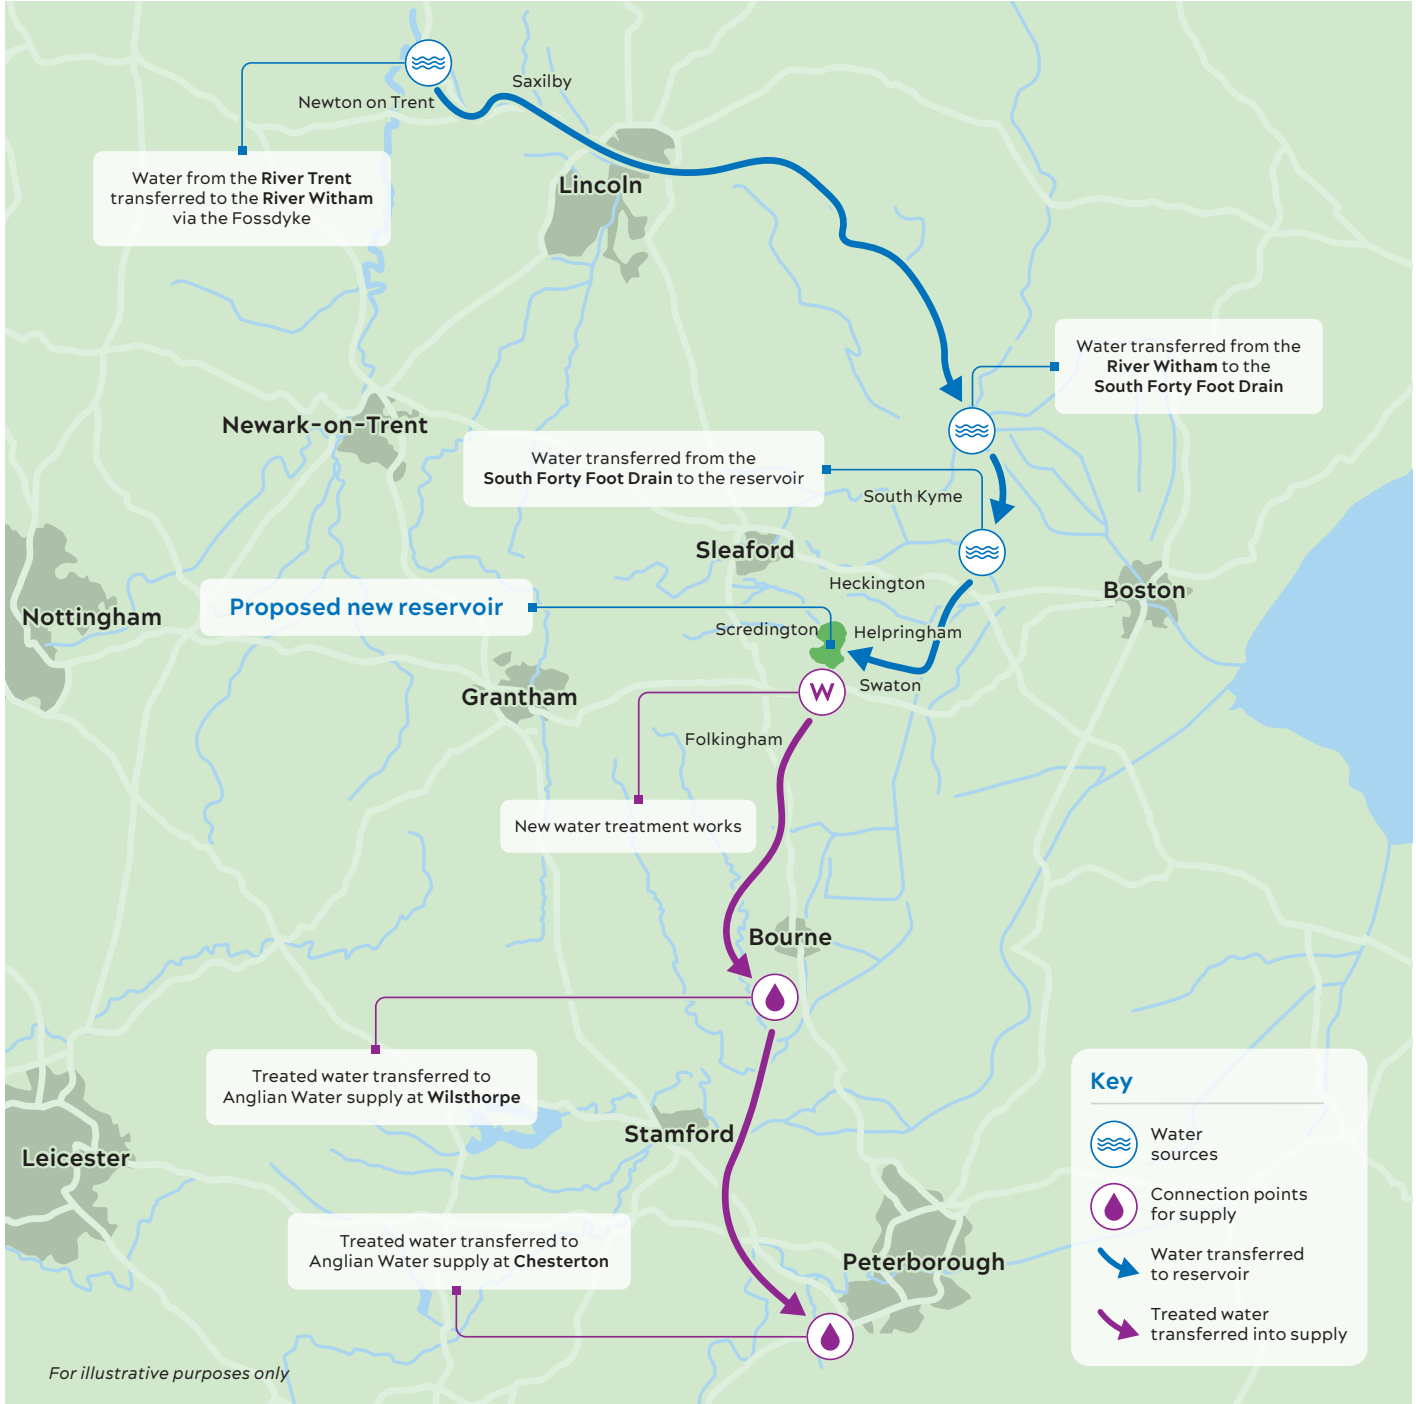 Saxilby
Newton on Trent
Water from the River Trent
transferred to the River Witham
via the Fossdyke
Lincoln
Water transferred from the
River Witham to the
South Forty Foot Drain
Newark-on-Trent
Water transferred from the
South Forty Foot Drain to the reservoir
South Kyme
Sleaford
Heckington
Boston
Proposed new reservoir
Nottingham
Scredington
Helpringham
Swaton
Grantham
W
Folkingham
New water treatment works
Bourne
Treated water transferred to
Anglian Water supply at Wilsthorpe
Stamford
Leicester
Treated water transferred to
Anglian Water supply at Chesterton
Peterborough
Key
Water
sources
Connection points
for supply
Water transferred
to reservoir
Treated water
transferred into supply
For illustrative purposes only